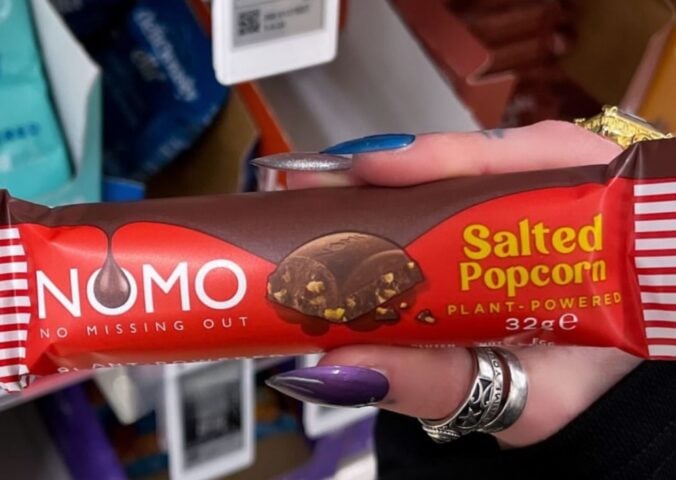 NOMO
NO MISSING OUT
Salted
Popcorn
PLANT-POWERED
32g e